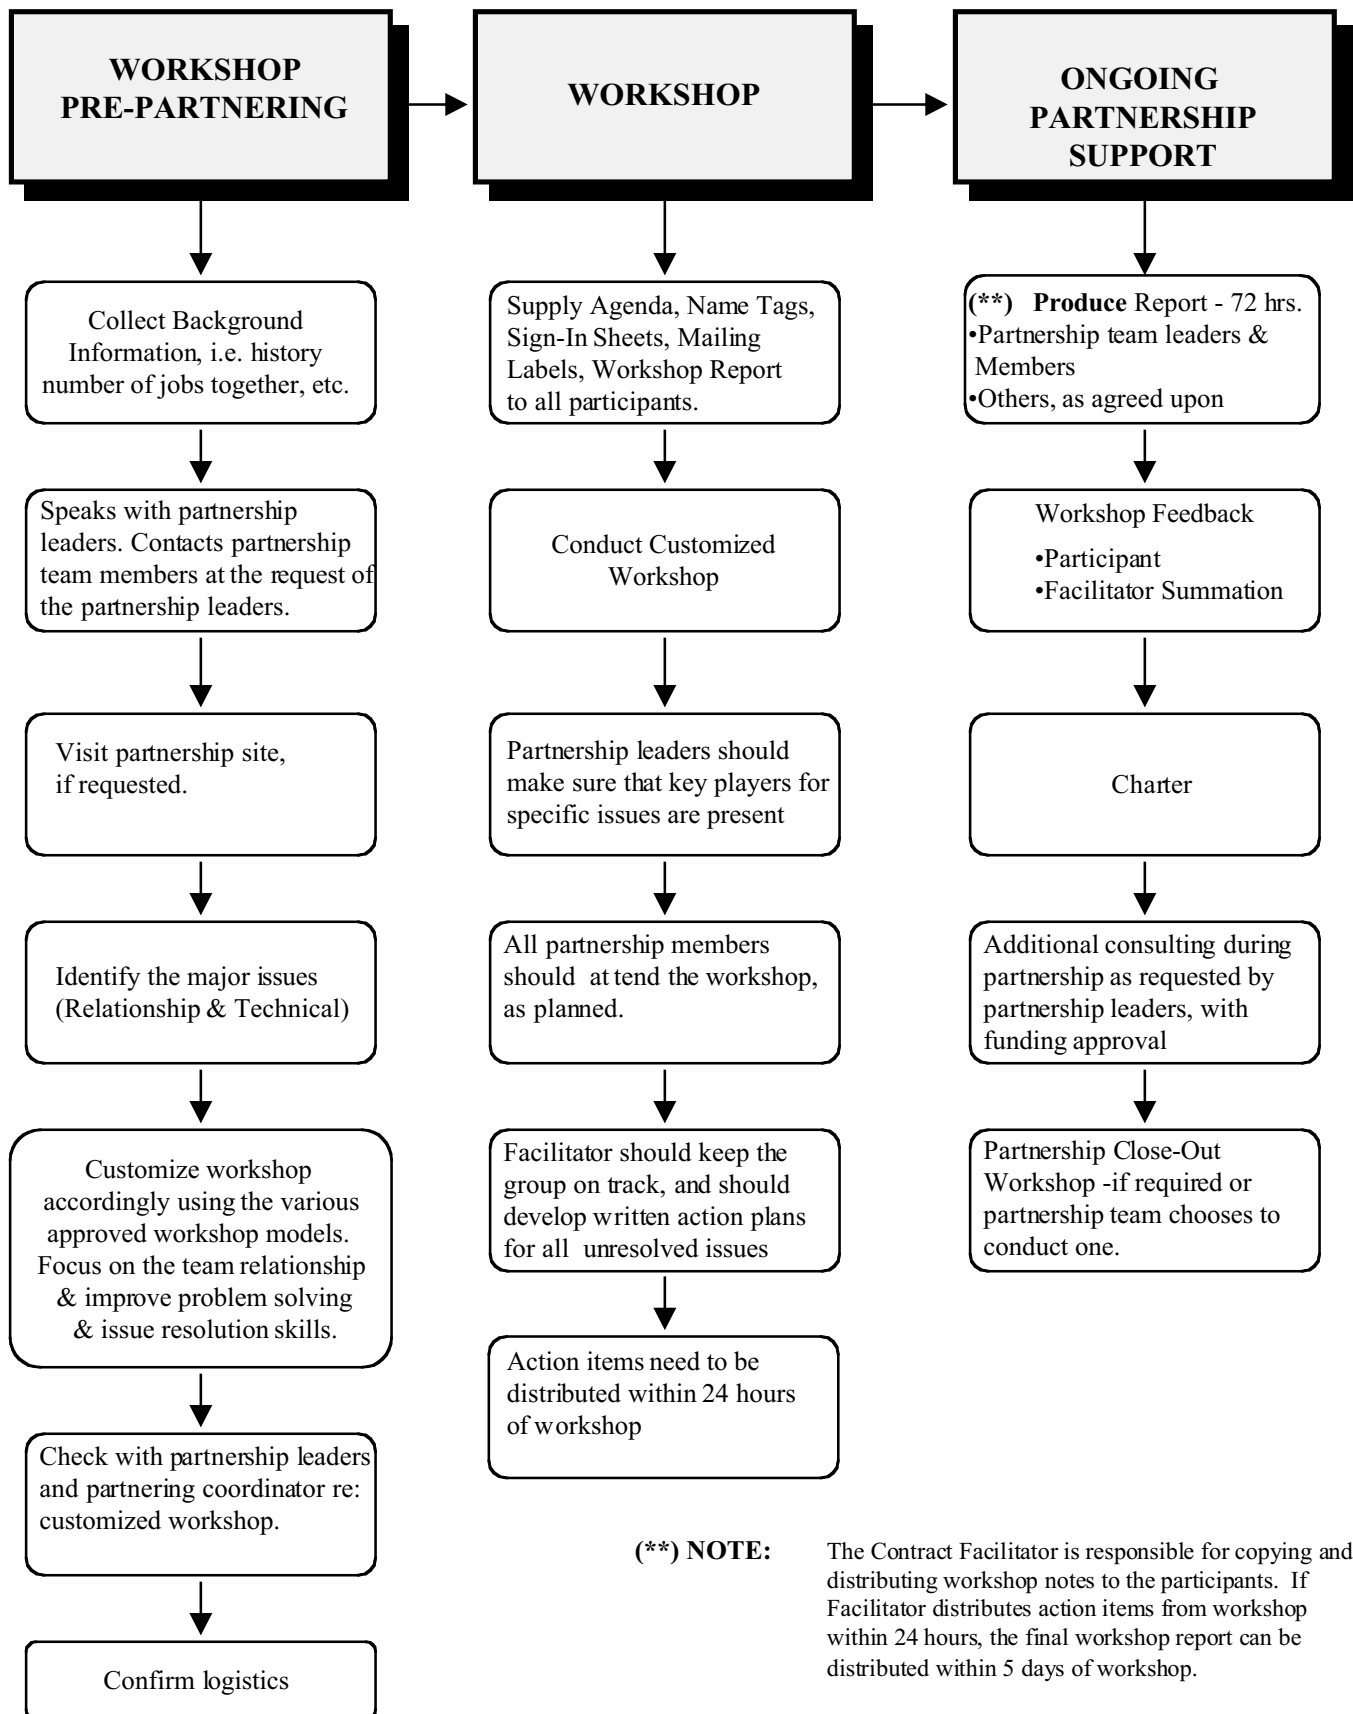 WORKSHOP
PRE-PARTNERING
WORKSHOP
ONGOING
PARTNERSHIP
SUPPORT
Collect Background
Information, i.e. history
number of jobs together, etc.
Speaks with partnership
leaders. Contacts partnership
team members at the request of
the partnership leaders.
Visit partnership site,
if requested.
Identify the major issues
(Relationship & Technical)
Customize workshop
accordingly using the various
approved workshop models.
Focus on the team relationship
& improve problem solving
& issue resolution skills.
Check with partnership leaders
and partnering coordinator re:
customized workshop.
Confirm logistics
Supply Agenda, Name Tags,
Sign-In Sheets, Mailing
Labels, Workshop Report
to all participants.
Conduct Customized
Workshop
Partnership leaders should
make sure that key players for
specific issues are present
All partnership members
should at tend the workshop,
as planned.
Facilitator should keep the
group on track, and should
develop written action plans
for all unresolved issues
Action items need to be
distributed within 24 hours
of workshop
(**) Produce Report - 72 hrs.
•Partnership team leaders &
Members
•Others, as agreed upon
Workshop Feedback
•Participant
•Facilitator Summation
Charter
Additional consulting during
partnership as requested by
partnership leaders, with
funding approval
Partnership Close-Out
Workshop -if required or
partnership team chooses to
conduct one.
(**) NOTE: The Contract Facilitator is responsible for copying and
distributing workshop notes to the participants. If
Facilitator distributes action items from workshop
within 24 hours, the final workshop report can be
distributed within 5 days of workshop.